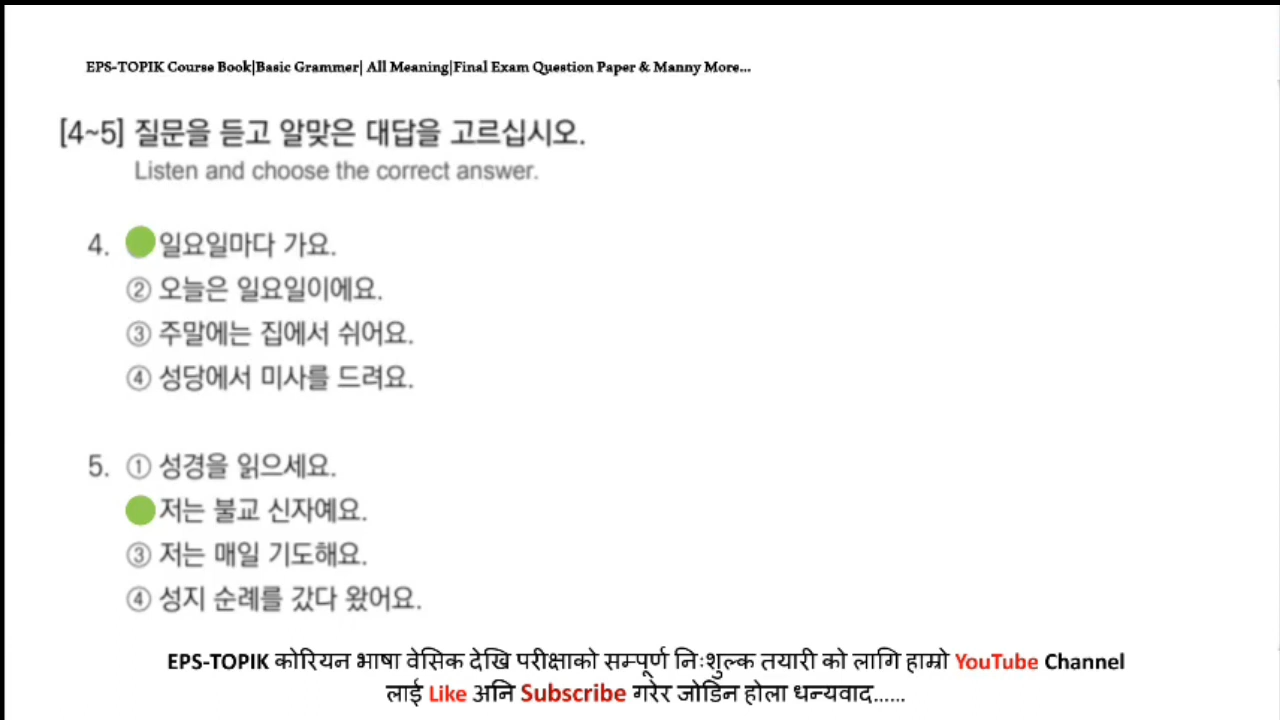 EPS-TOPIK Course Book|Basic Grammer| All Meaning|Final Exam Question Paper & Manny More...
[4~5] 질문을 듣고 알맞은 대답을 고르십시오.
Listen and choose the correct answer.
4. 일요일마다 가요.
② 오늘은 일요일이에요.
③ 주말에는 집에서 쉬어요.
④ 성당에서 미사를 드려요.
5. ① 성경을 읽으세요.
저는 불교 신자예요.
③ 저는 매일 기도해요.
④ 성지 순례를 갔다 왔어요.
EPS-TOPIK कोरियन भाषा वेसिक देखि परीक्षाको सम्पूर्ण निःशुल्क तयारी को लागि हाम्रो YouTube Channel
लाई Like अनि Subscribe गरेर जोडिन होला धन्यवाद......